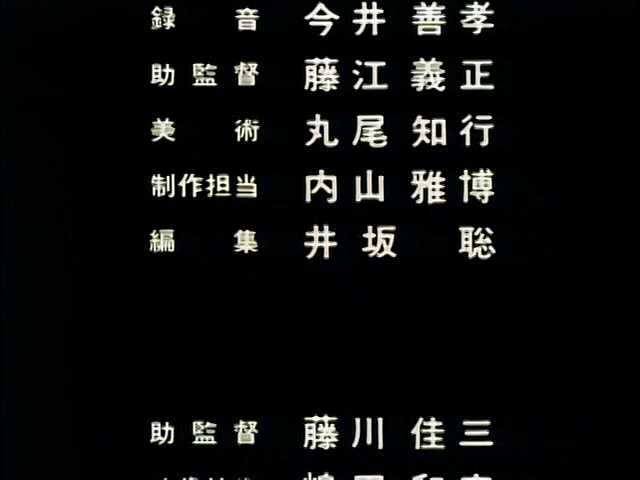 録音 今井善孝
助監督 藤江義正
美術 丸尾知行
制作担当 内山雅博
編集 井坂聡
助監督 藤川佳三